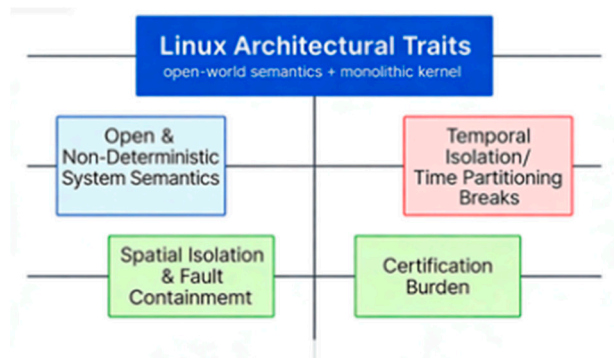 Linux Architectural Traits
open-world semantics + monolithic kernel
Open &
Non-Deterministic
System Semantics
Temporal
Isolation/
Time Partitioning
Breaks
Spatial Isolation
& Fault
Containmemt
Certification
Burden